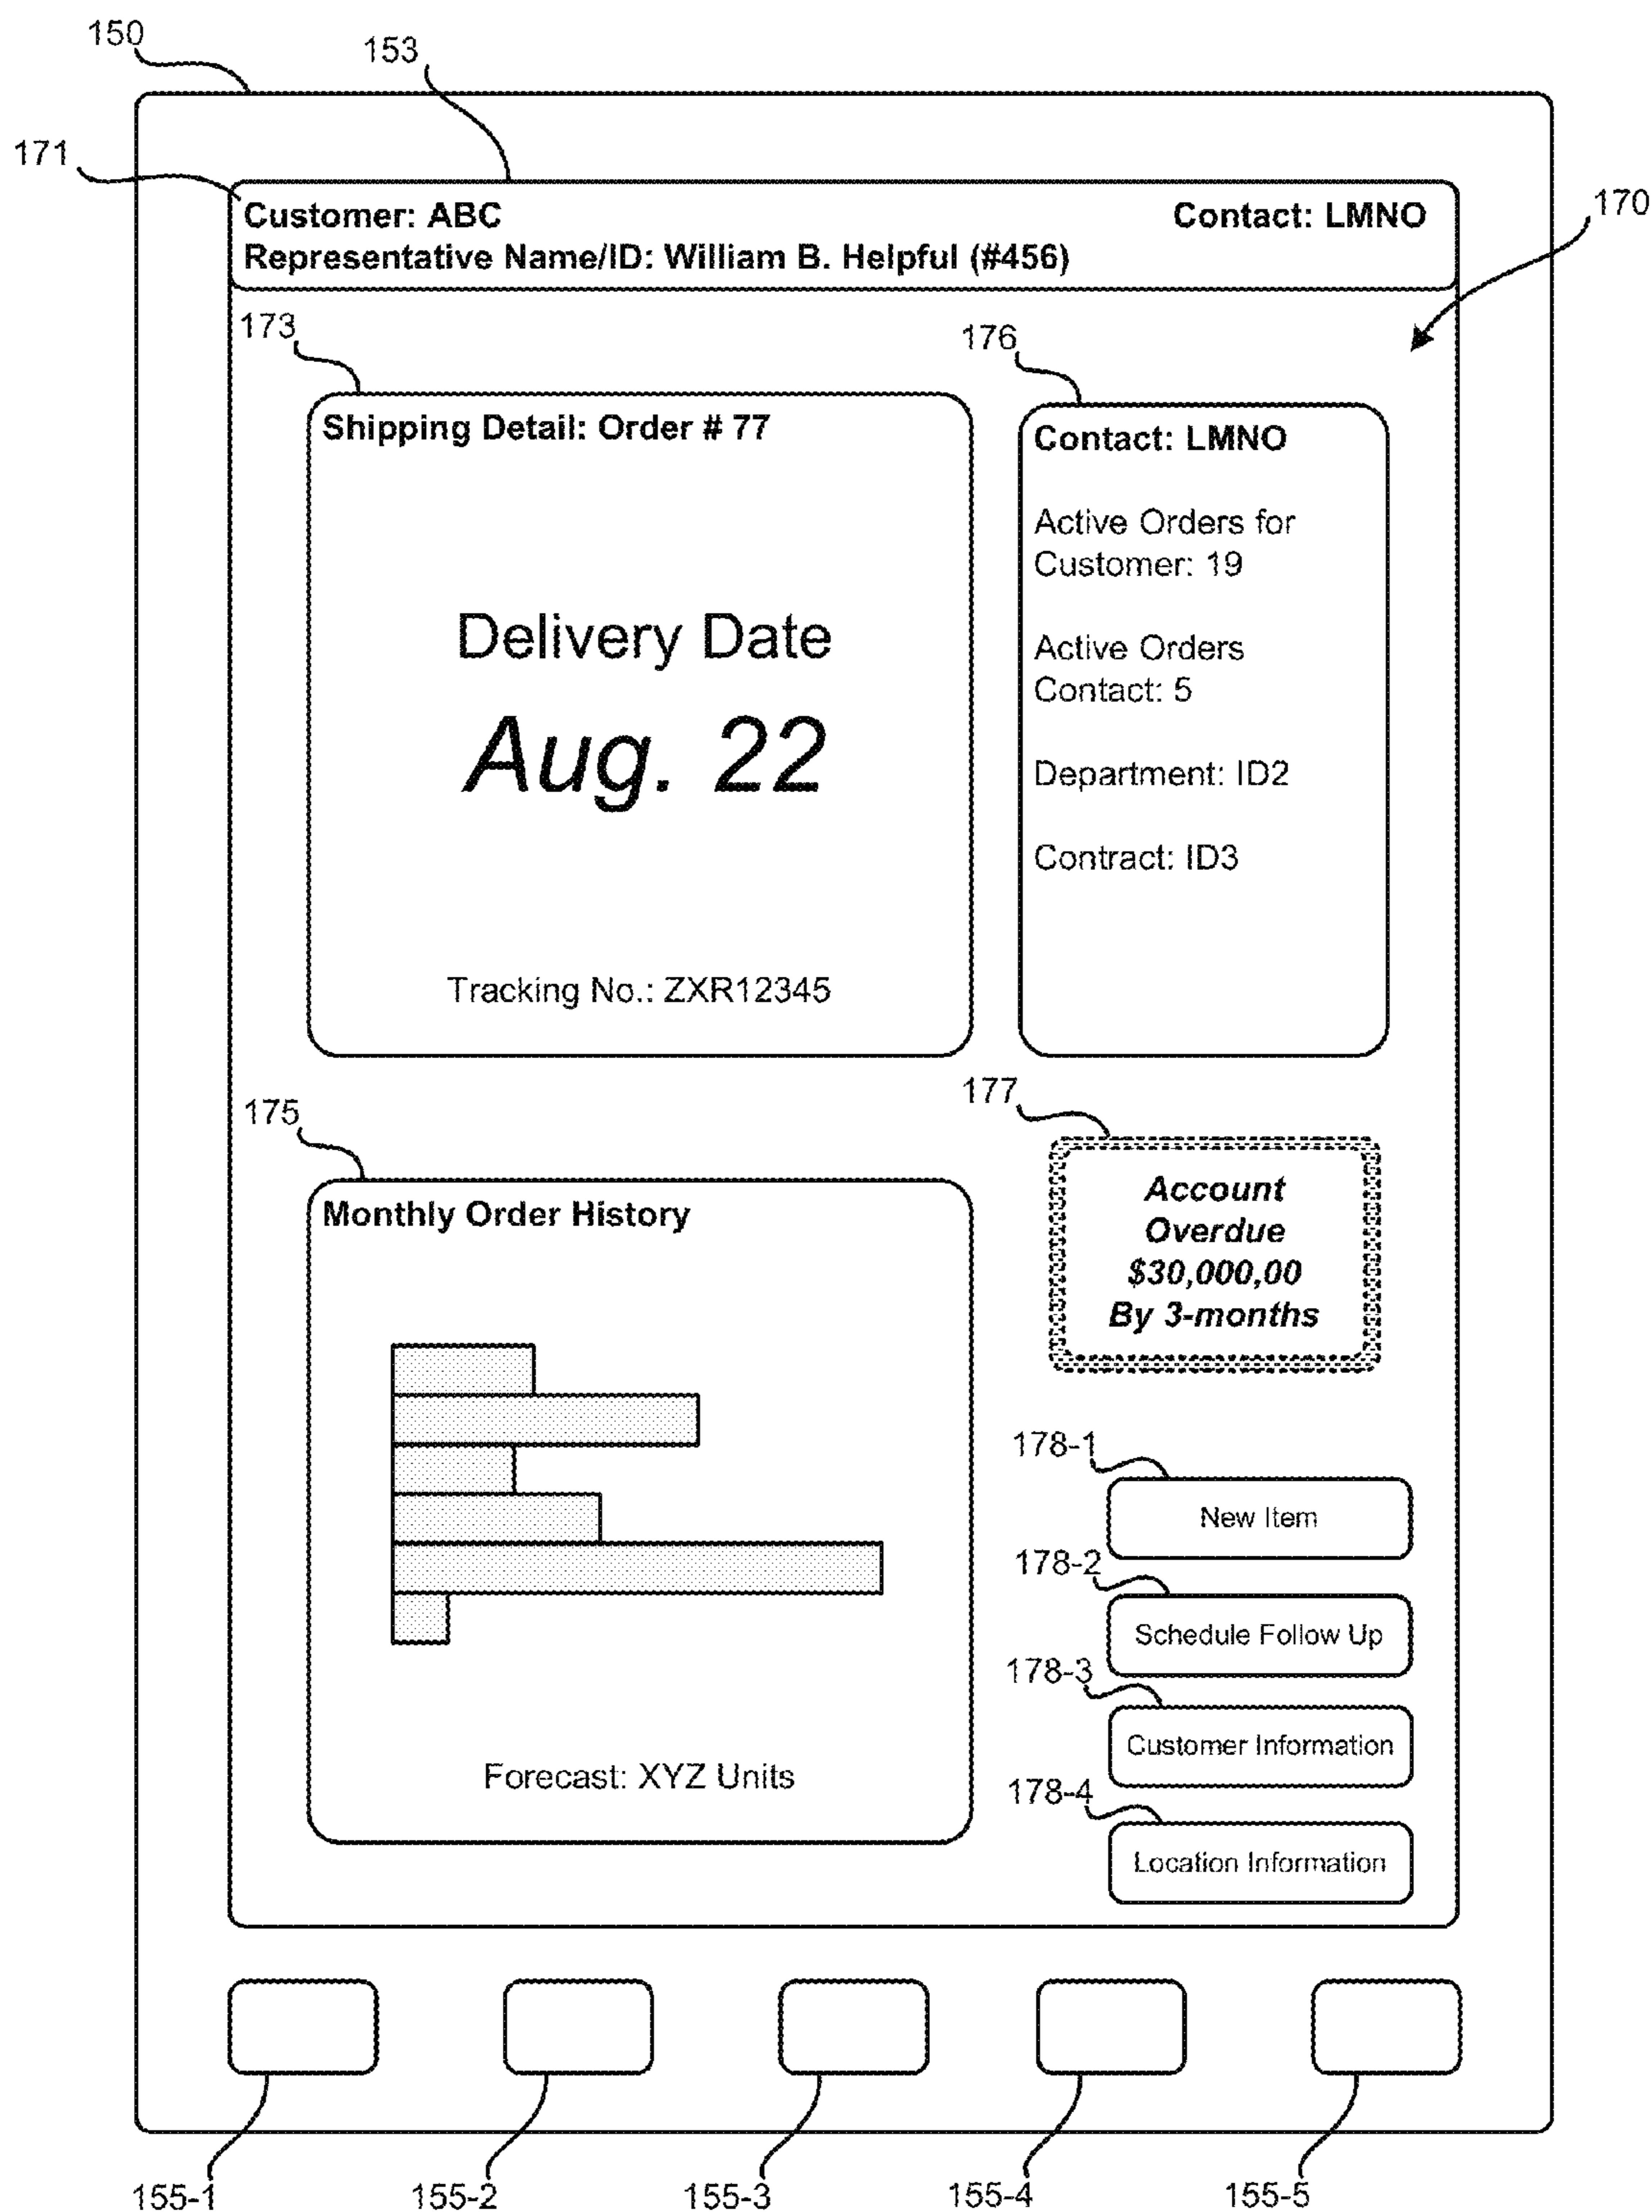 150
153
171
Customer: ABC
Contact: LMNO
170
Representative Name/ID: William B. Helpful (#456)
173
176
Shipping Detail: Order # 77
Delivery Date
Aug. 22
Tracking No.: ZXR12345
Contact: LMNO
Active Orders for
Customer: 19
Active Orders
Contact: 5
Department: ID2
Contract: ID3
175
177
Monthly Order History
Forecast: XYZ Units
Account
Overdue
$30,000,00
By 3-months
178-1
New Item
178-2
Schedule Follow Up
178-3
Customer Information
178-4
Location Information
155-1
155-2
155-3
155-4
155-5